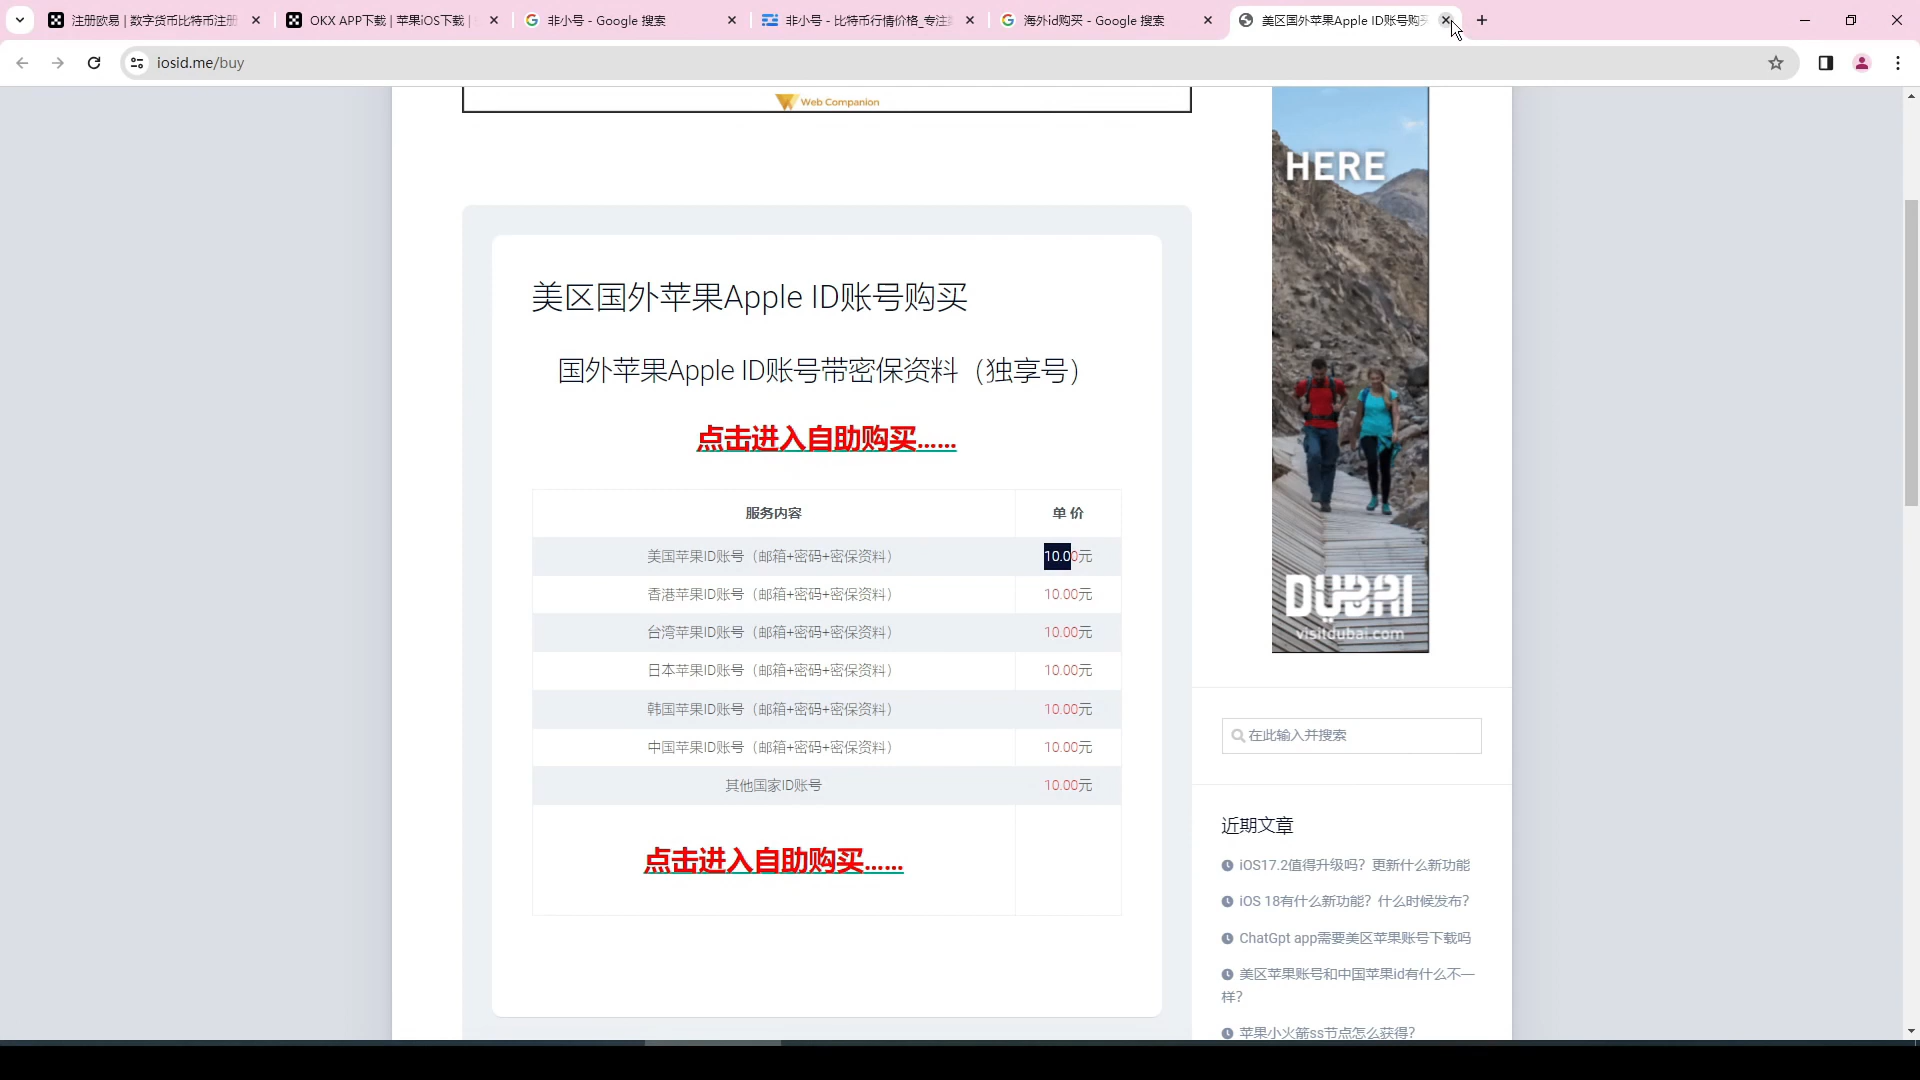 注册欧易 | 数字货币比特币注册
OKX APP下载 | 苹果iOS下载 |
非小号 - Google 搜索
非小号 - 比特币行情价格_专注
海外id购买 - Google 搜索
美区国外苹果Apple ID账号购买
iosid.me/buy
Web Companion
HERE
DUBAI
visitdubai.com
美区国外苹果Apple ID账号购买
国外苹果Apple ID账号带密保资料（独享号）
点击进入自助购买......
服务内容 单 价
美国苹果ID账号（邮箱+密码+密保资料） 10.00元
香港苹果ID账号（邮箱+密码+密保资料） 10.00元
台湾苹果ID账号（邮箱+密码+密保资料） 10.00元
日本苹果ID账号（邮箱+密码+密保资料） 10.00元
韩国苹果ID账号（邮箱+密码+密保资料） 10.00元
中国苹果ID账号（邮箱+密码+密保资料） 10.00元
其他国家ID账号 10.00元
点击进入自助购买......
在此输入并搜索
近期文章
iOS17.2值得升级吗？更新什么新功能
iOS 18有什么新功能？什么时候发布？
ChatGpt app需要美区苹果账号下载吗
美区苹果账号和中国苹果id有什么不一
样？
苹果小火箭ss节点怎么获得？